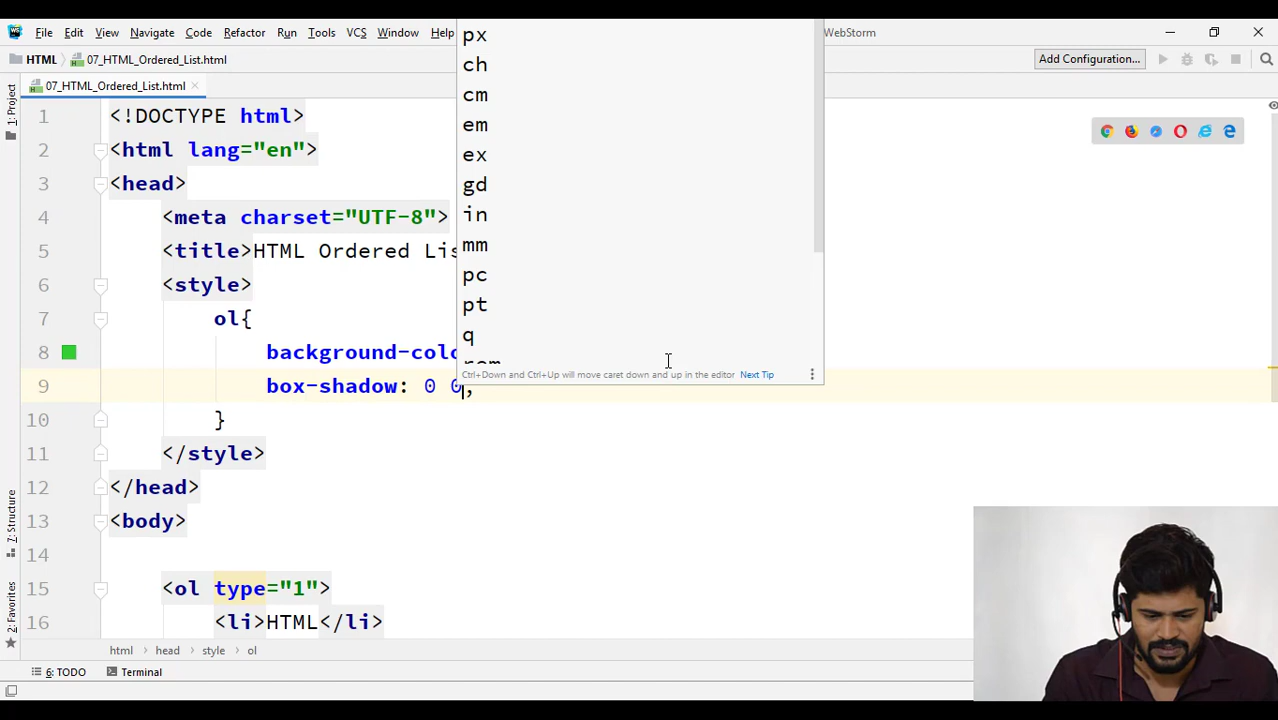 File Edit View Navigate Code Refactor Run Tools VCS Window Help WebStorm
HTML 07_HTML_Ordered_List.html Add Configuration...
07_HTML_Ordered_List.html
1: Project
1 <!DOCTYPE html>
2 <html lang="en">
3 <head>
4 <meta charset="UTF-8">
5 <title>HTML Ordered Lis
6 <style>
7 ol{
8 background-colo
9 box-shadow: 0 0;
10 }
11 </style>
12 </head>
13 <body>
14
15 <ol type="1">
16 <li>HTML</li>
px
ch
cm
em
ex
gd
in
mm
pc
pt
q
rem
Ctrl+Down and Ctrl+Up will move caret down and up in the editor Next Tip
7: Structure
2: Favorites
html head style ol
6: TODO Terminal